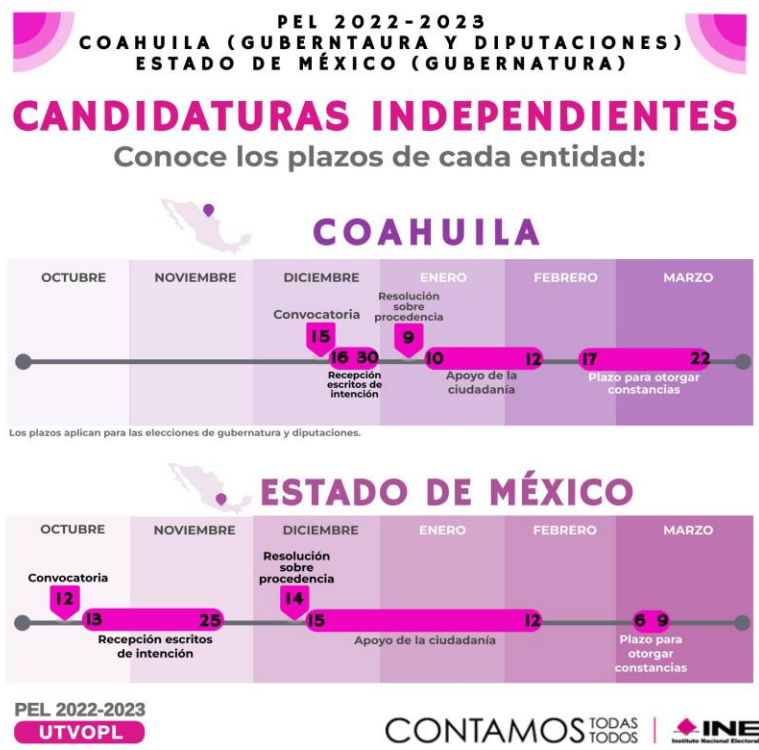 PEL 2022-2023
COAHUILA (GUBERNTAURA Y DIPUTACIONES)
ESTADO DE MÉXICO (GUBERNATURA)
CANDIDATURAS INDEPENDIENTES
Conoce los plazos de cada entidad:
COAHUILA
OCTUBRE NOVIEMBRE DICIEMBRE ENERO FEBRERO MARZO
Resolución
sobre
procedencia
Convocatoria
15 9
16 30 10 12 17 22
Recepción
escritos de
intención
Apoyo de la
ciudadanía
Plazo para otorgar
constancias
Los plazos aplican para las elecciones de gubernatura y diputaciones.
ESTADO DE MÉXICO
OCTUBRE NOVIEMBRE DICIEMBRE ENERO FEBRERO MARZO
Resolución
sobre
procedencia
Convocatoria
12 14
13 25 15 12 6 9
Recepción escritos
de intención
Apoyo de la ciudadanía
Plazo para
otorgar
constancias
PEL 2022-2023
UTVOPL
CONTAMOS TODAS
TODOS
INE
Instituto Nacional Electoral